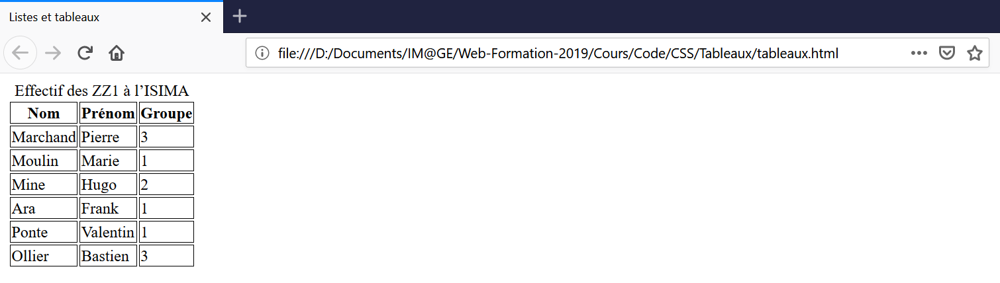 Listes et tableaux
file:///D:/Documents/IM@GE/Web-Formation-2019/Cours/Code/CSS/Tableaux/tableaux.html
Effectif des ZZ1 à l’ISIMA
Nom Prénom Groupe
Marchand Pierre 3
Moulin Marie 1
Mine Hugo 2
Ara Frank 1
Ponte Valentin 1
Ollier Bastien 3